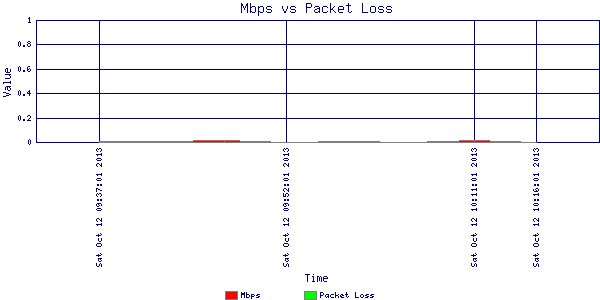 Mbps vs Packet Loss
1
0.8
0.6
0.4
0.2
0
Value
Sat Oct 12 09:37:01 2013
Sat Oct 12 09:52:01 2013
Sat Oct 12 10:11:01 2013
Sat Oct 12 10:16:01 2013
Time
Mbps
Packet Loss